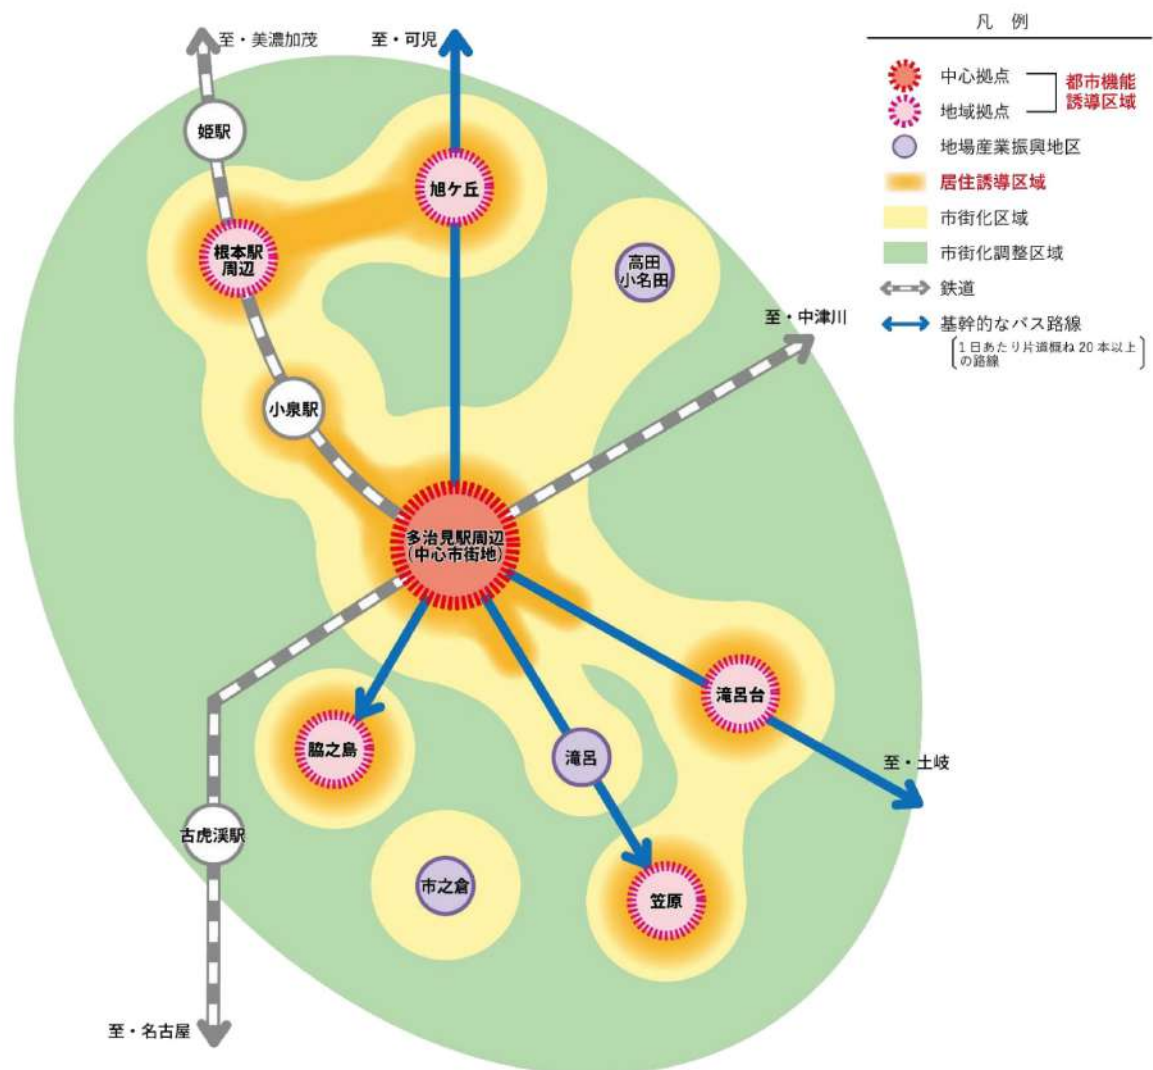 至・美濃加茂
至・可児
姫駅
旭ケ丘
根本駅
周辺
高田
小名田
至・中津川
小泉駅
多治見駅周辺
(中心市街地)
滝呂台
脇之島
滝呂
至・土岐
古虎渓駅
市之倉
笠原
至・名古屋
凡 例
中心拠点
地域拠点
都市機能
誘導区域
地場産業振興地区
居住誘導区域
市街化区域
市街化調整区域
鉄道
基幹的なバス路線
1日あたり片道概ね20本以上
の路線